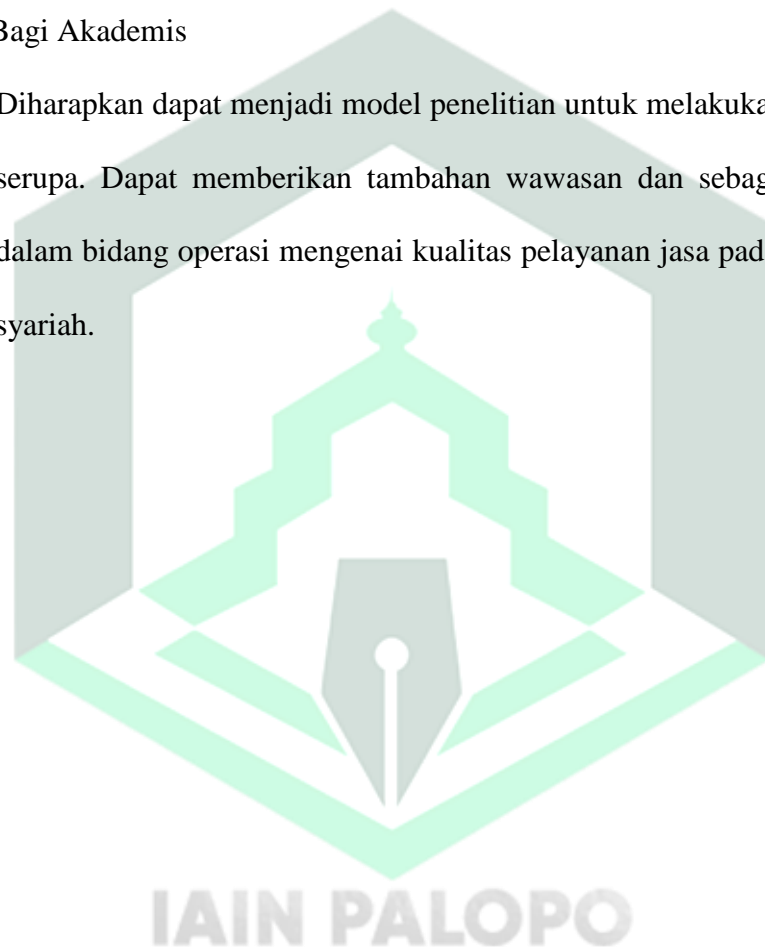 Bagi Akademis
Diharapkan dapat menjadi model penelitian untuk melakuka
serupa. Dapat memberikan tambahan wawasan dan sebag
dalam bidang operasi mengenai kualitas pelayanan jasa pad
syariah.
IAIN PALOPO